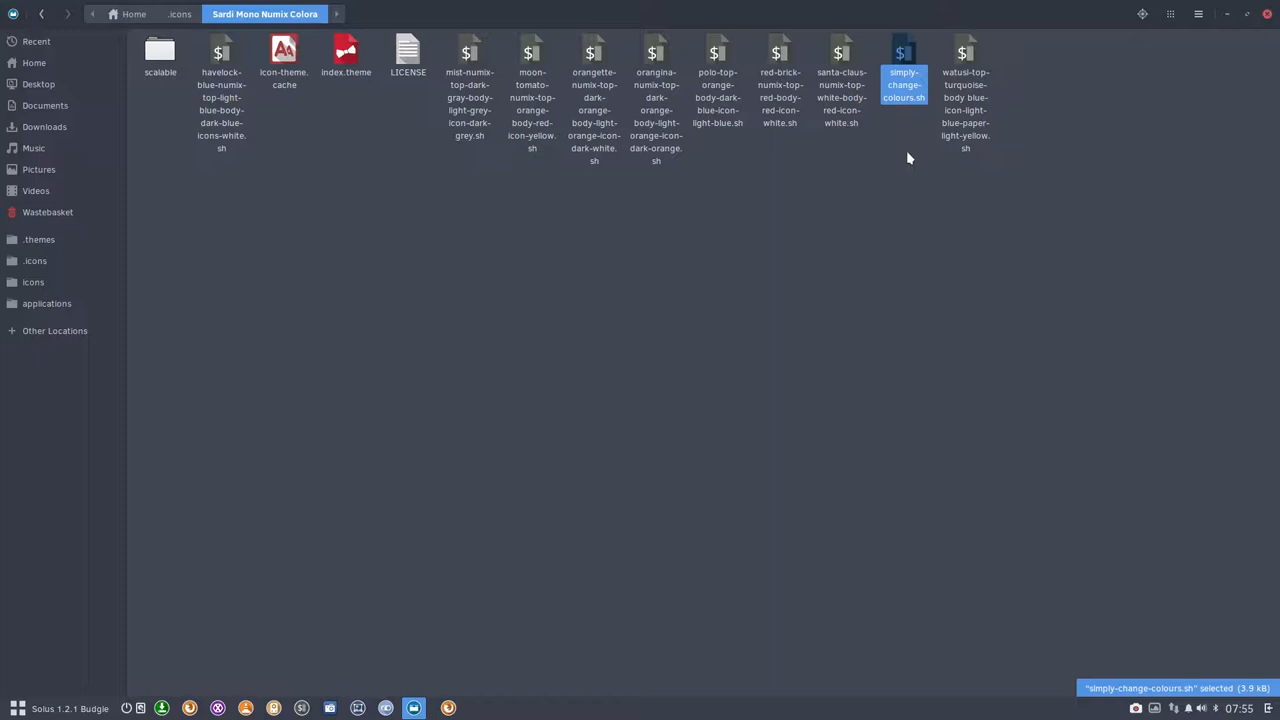 Home
.icons
Sardi Mono Numix Colora
Recent
Home
Desktop
Documents
Downloads
Music
Pictures
Videos
Wastebasket
.themes
.icons
icons
applications
Other Locations
scalable
havelock-
blue-numix-
top-light-
blue-body-
dark-blue-
icons-white.
sh
icon-theme.
cache
index.theme
LICENSE
mist-numix-
top-dark-
gray-body-
light-grey-
icon-dark-
grey.sh
moon-
tomato-
numix-top-
orange-
body-red-
icon-yellow.
sh
orangette-
numix-top-
dark-
orange-
body-light-
orange-icon-
dark-white.
sh
orangina-
numix-top-
dark-
orange-
body-light-
orange-icon-
dark-orange.
sh
polo-top-
orange-
body-dark-
blue-icon-
light-blue.sh
red-brick-
numix-top-
red-body-
red-icon-
white.sh
santa-claus-
numix-top-
white-body-
red-icon-
white.sh
simply-
change-
colours.sh
watusi-top-
turquoise-
body blue-
icon-light-
blue-paper-
light-yellow.
sh
"simply-change-colours.sh" selected (3.9 kB)
Solus 1.2.1 Budgie
07:55